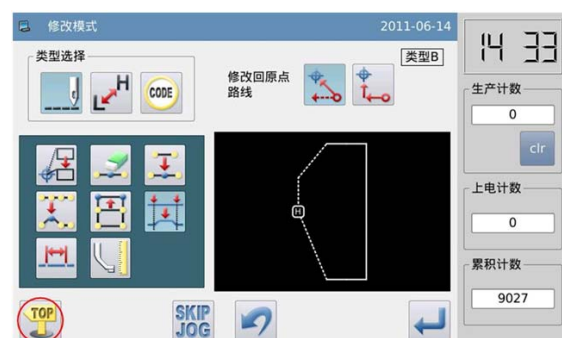 修改模式 2011-06-14
类型选择
类型B
L H
CODE
修改回原点
路线
H
TOP
SKIP
JOG
14 33
生产计数
0
clr
上电计数
0
累积计数
9027